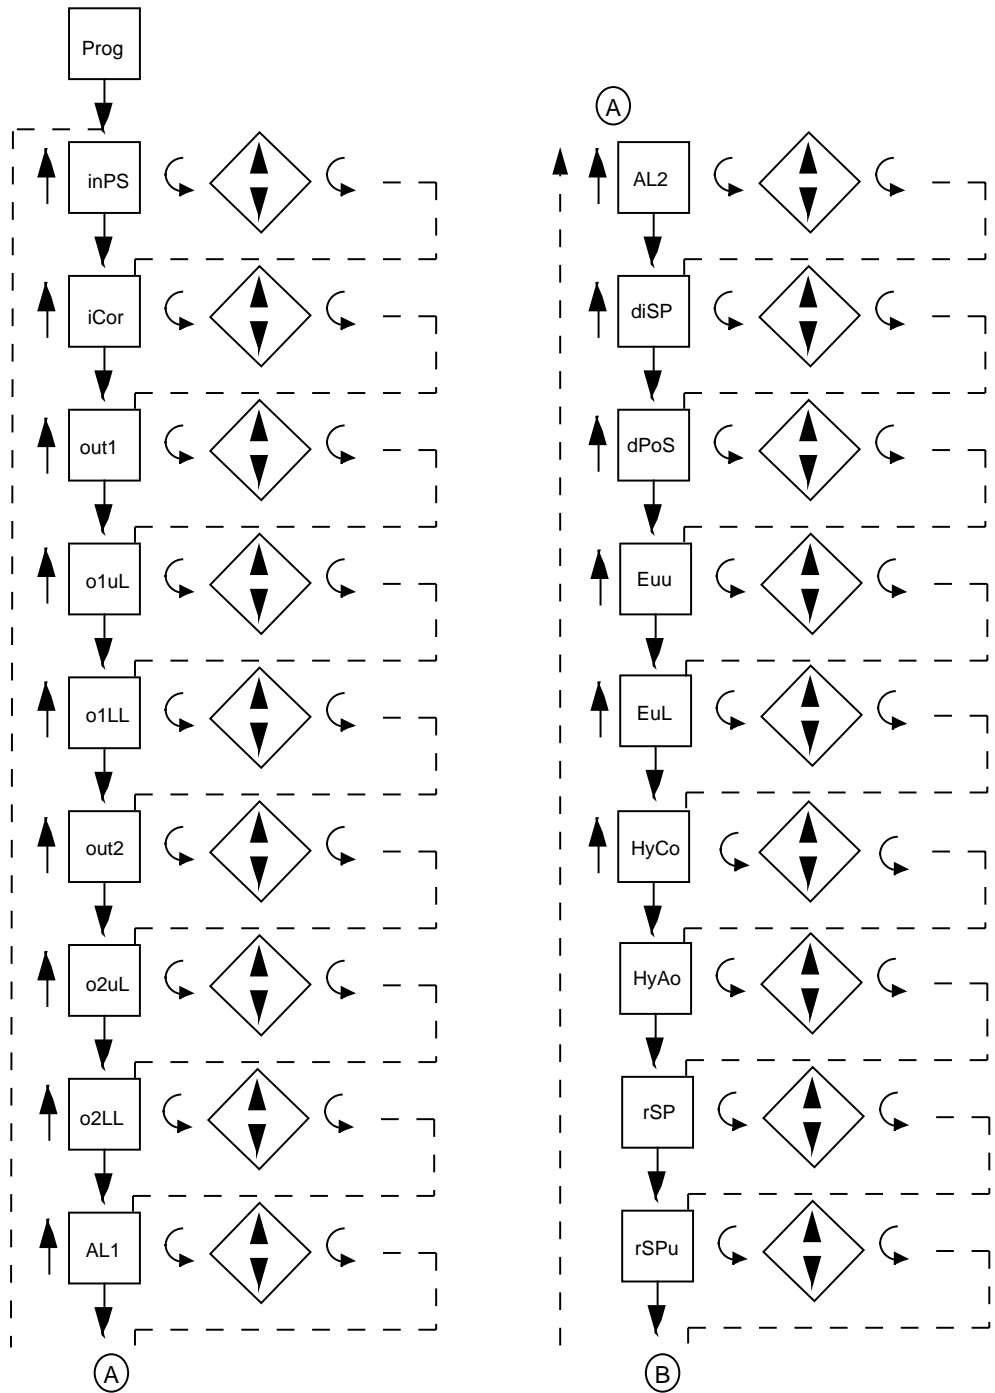 Prog
inPS
iCor
out1
o1uL
o1LL
out2
o2uL
o2LL
AL1
A
A
AL2
diSP
dPoS
Euu
EuL
HyCo
HyAo
rSP
rSPu
B